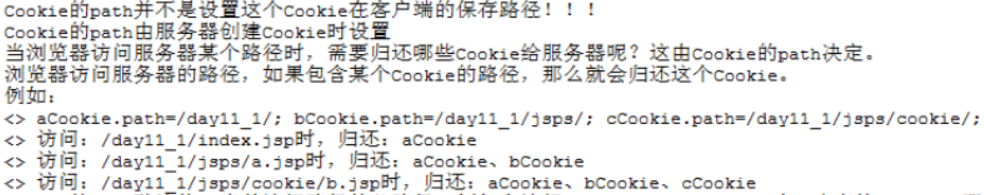 Cookie的path并不是设置这个Cookie在客户端的保存路径！！！
Cookie的path由服务器创建Cookie时设置
当浏览器访问服务器某个路径时，需要归还哪些Cookie给服务器呢？这由Cookie的path决定。
浏览器访问服务器的路径，如果包含某个Cookie的路径，那么就会归还这个Cookie。
例如：
<> aCookie.path=/day11_1/; bCookie.path=/day11_1/jsps/; cCookie.path=/day11_1/jsps/cookie/;
<> 访问：/day11_1/index.jsp时，归还：aCookie
<> 访问：/day11_1/jsps/a.jsp时，归还：aCookie、bCookie
<> 访问：/day11_1/jsps/cookie/b.jsp时，归还：aCookie、bCookie、cCookie